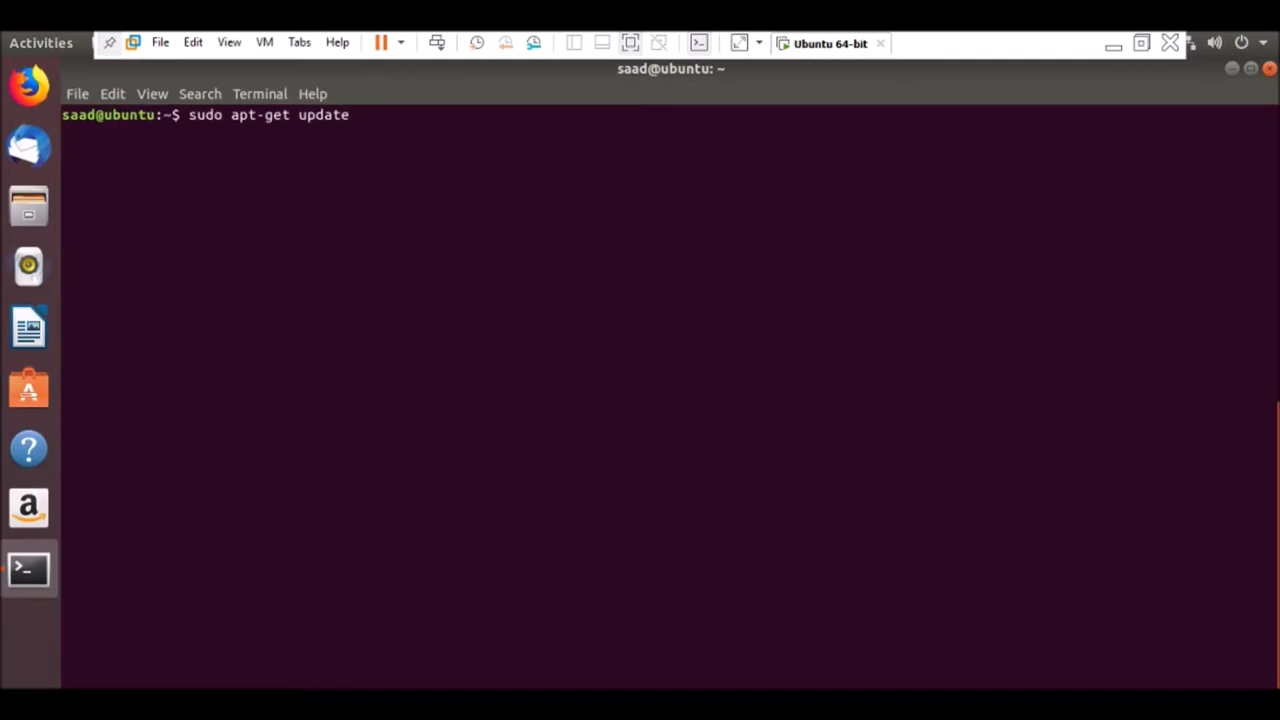 Activities
File Edit View VM Tabs Help
Ubuntu 64-bit
saad@ubuntu: ~
File Edit View Search Terminal Help
saad@ubuntu:~$ sudo apt-get update